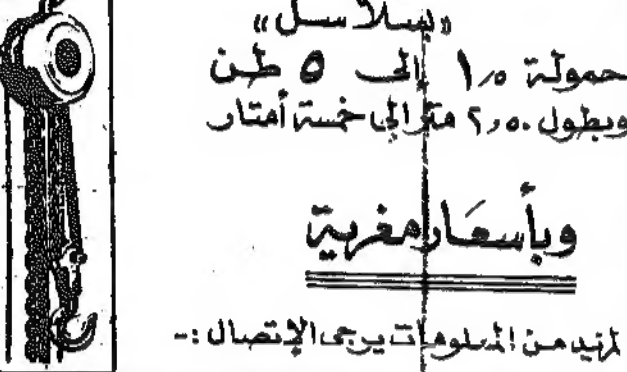 «بسلاسل»
حمولة ١٫٥ إلى ٥ طن
وبطول ٢٫٥٠ متر إلى خمسة أمتار
وبأسعار مغرية
لمزيد من المعلومات يرجى الإتصال :-